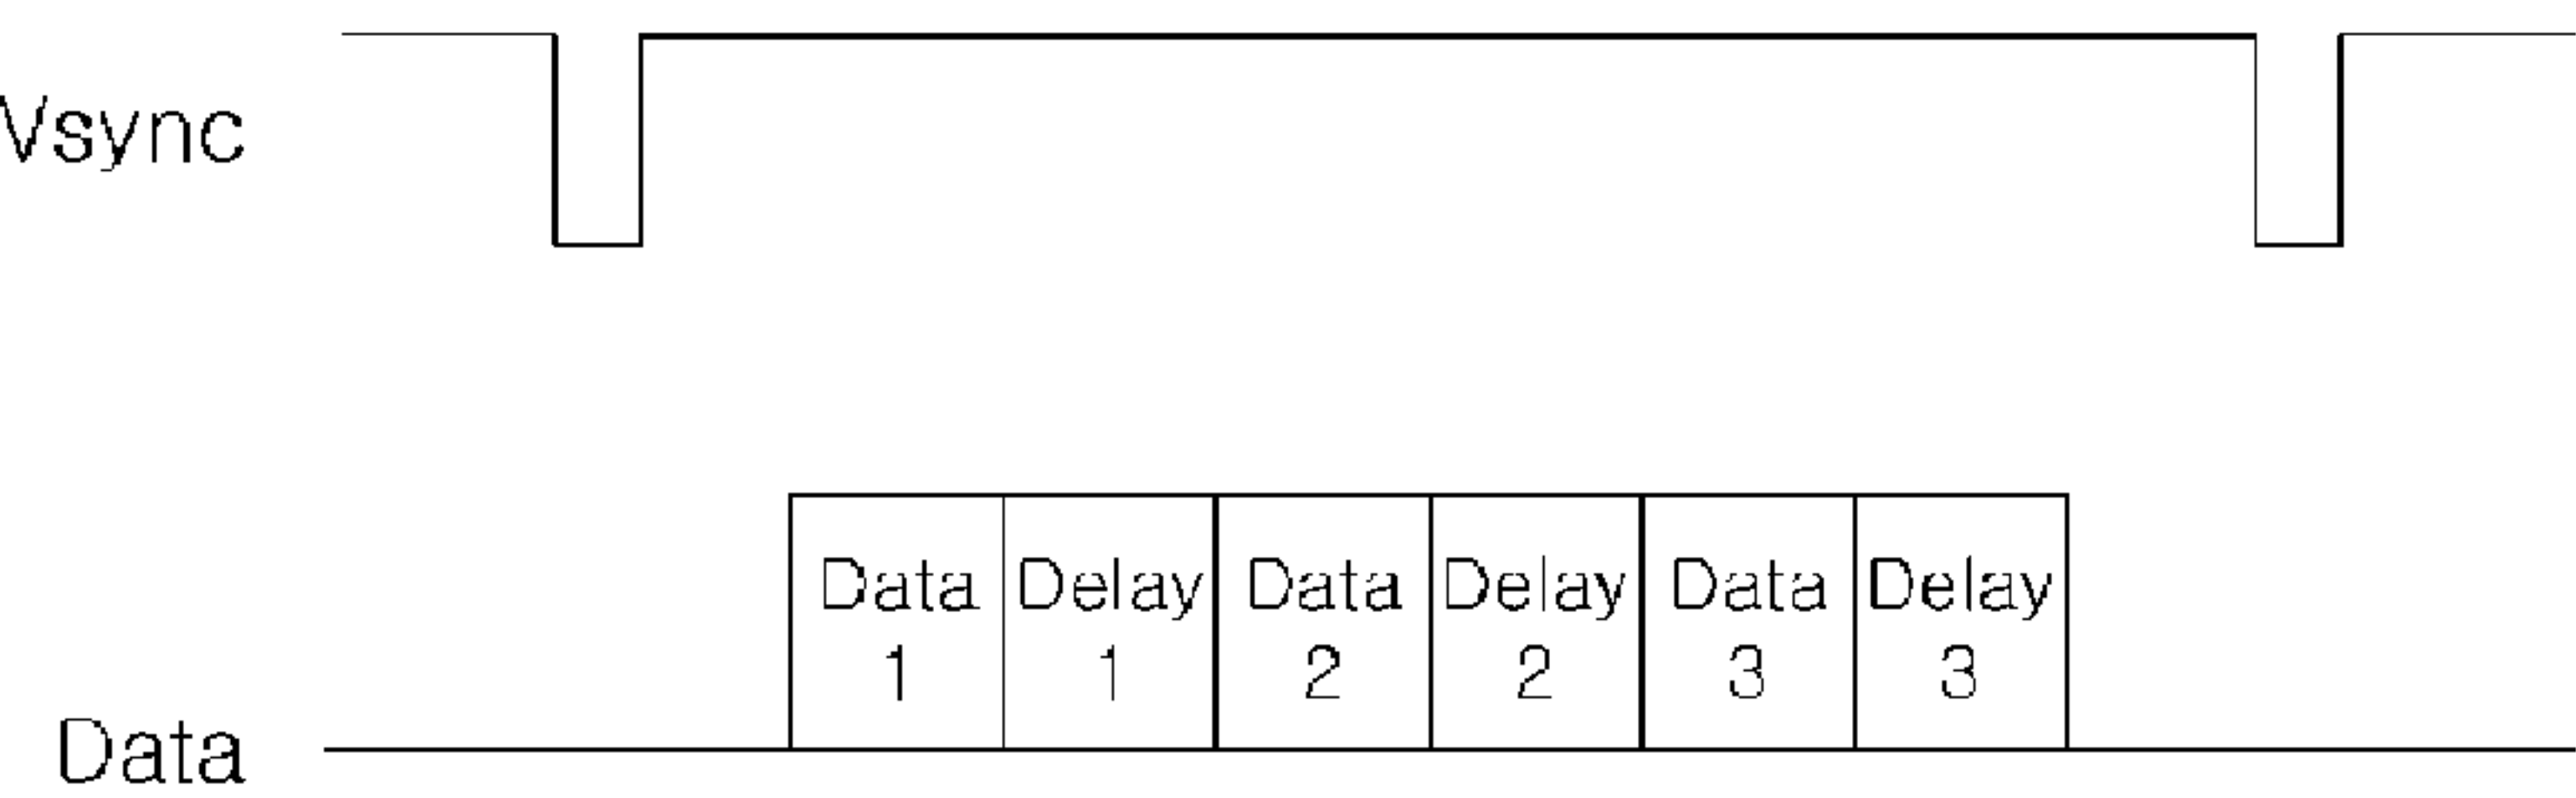 Vsync
Data Delay Data Delay Data Delay
1 1 2 2 3 3
Data